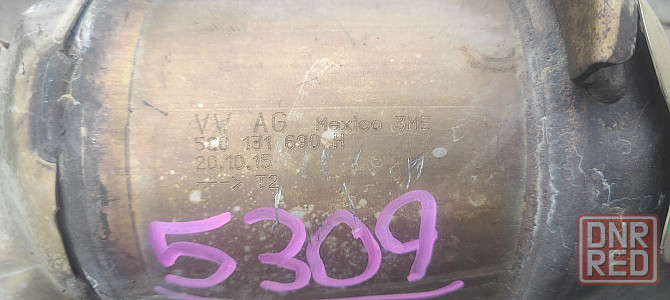 VW AG Mexico 3ME
5C0 131 690 H
20.10.15
----> T2
5309
DNR
RED